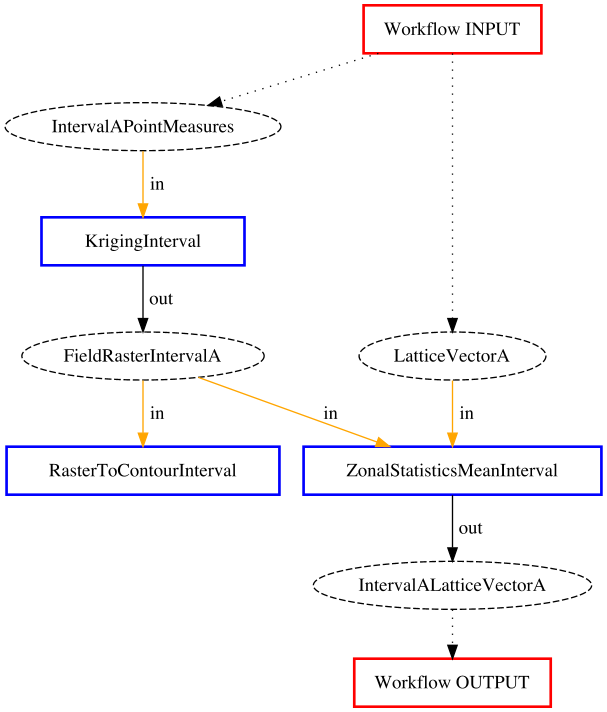 Workflow INPUT
IntervalAPointMeasures
in
KrigingInterval
out
FieldRasterIntervalA
LatticeVectorA
in
in
in
RasterToContourInterval
ZonalStatisticsMeanInterval
out
IntervalALatticeVectorA
Workflow OUTPUT